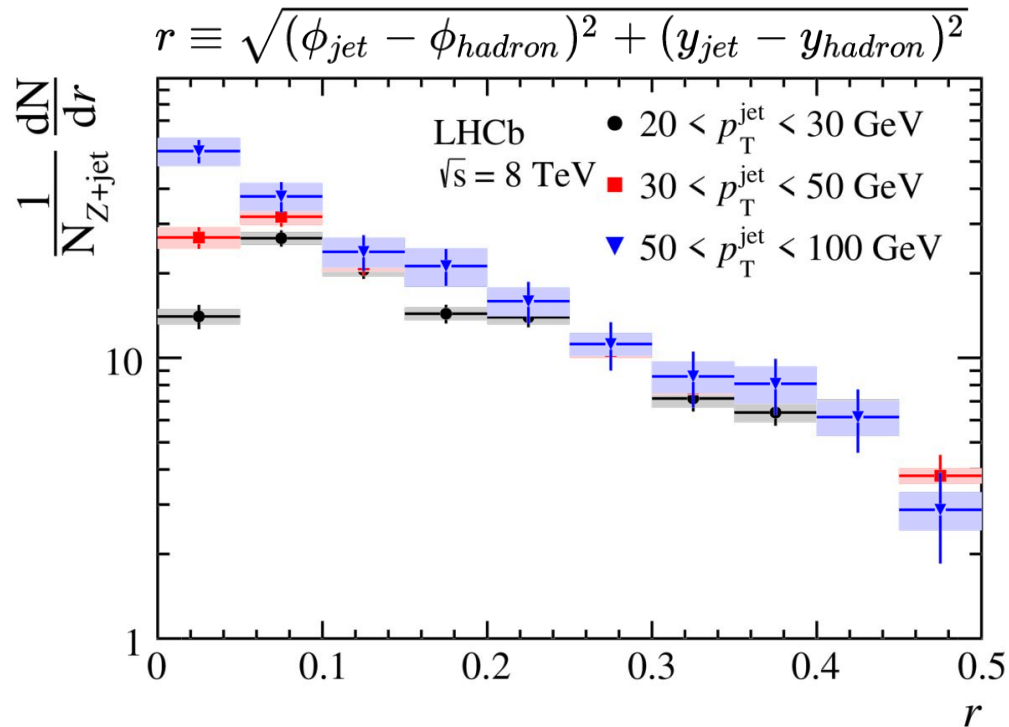 r ≡ √(ϕ_jet − ϕ_hadron)² + (y_jet − y_hadron)²
1/N_Z+jet dN/dr
LHCb
√s = 8 TeV
20 < p_T^jet < 30 GeV
30 < p_T^jet < 50 GeV
50 < p_T^jet < 100 GeV
10
1
0 0.1 0.2 0.3 0.4 0.5
r